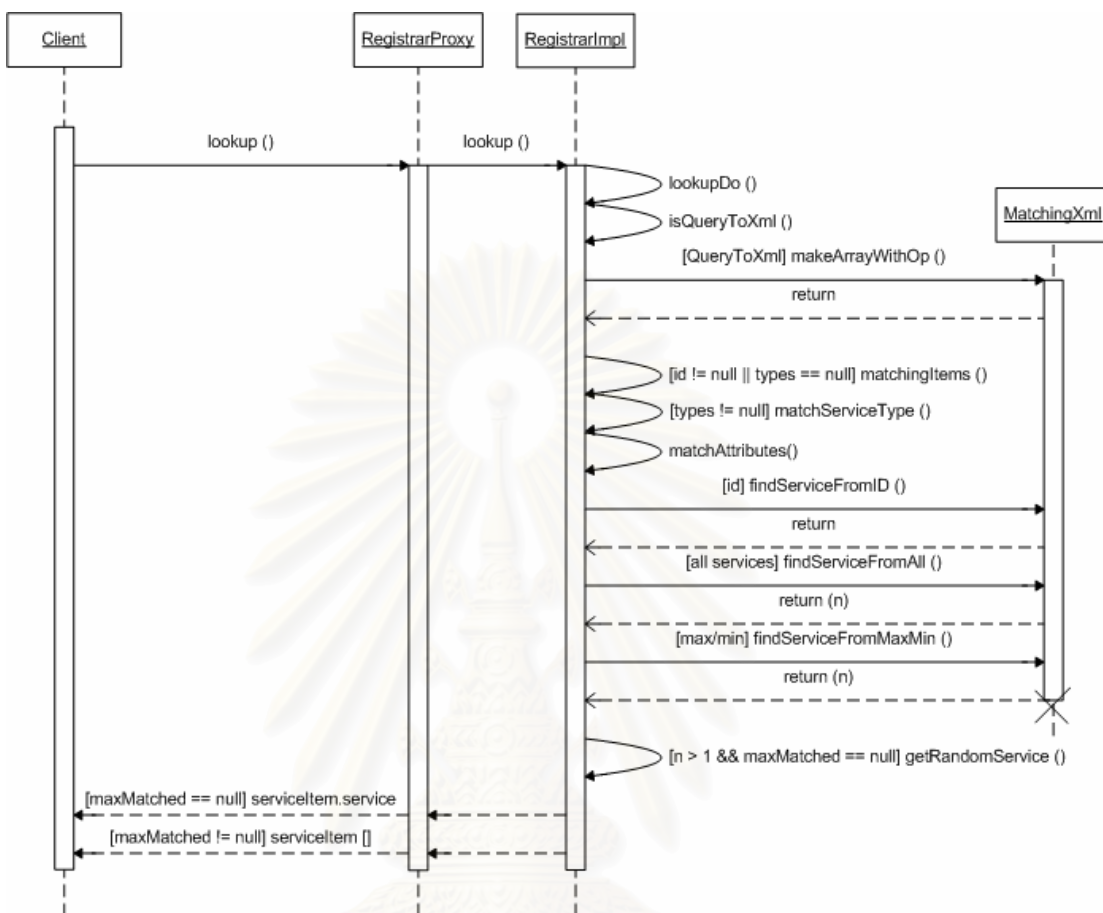 Client
RegistrarProxy
RegistrarImpl
lookup ()
lookup ()
lookupDo ()
isQueryToXml ()
MatchingXml
[QueryToXml] makeArrayWithOp ()
return
[id != null || types == null] matchingItems ()
[types != null] matchServiceType ()
matchAttributes()
[id] findServiceFromID ()
return
[all services] findServiceFromAll ()
return (n)
[max/min] findServiceFromMaxMin ()
return (n)
[n > 1 && maxMatched == null] getRandomService ()
[maxMatched == null] serviceItem.service
[maxMatched != null] serviceItem []